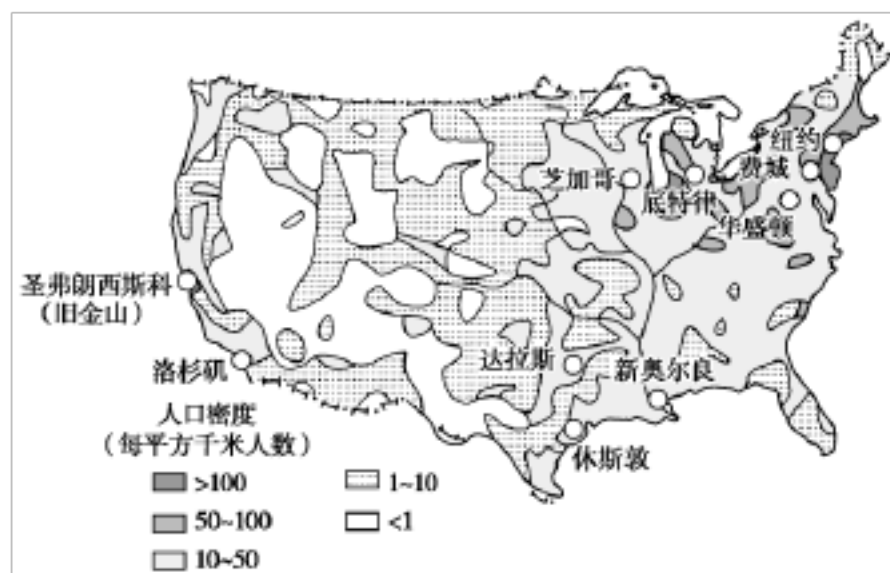 纽约
费城
芝加哥
底特律
华盛顿
圣弗朗西斯科
(旧金山)
洛杉矶
达拉斯
新奥尔良
休斯敦
人口密度
(每平方千米人数)
>100
1~10
50~100
<1
10~50